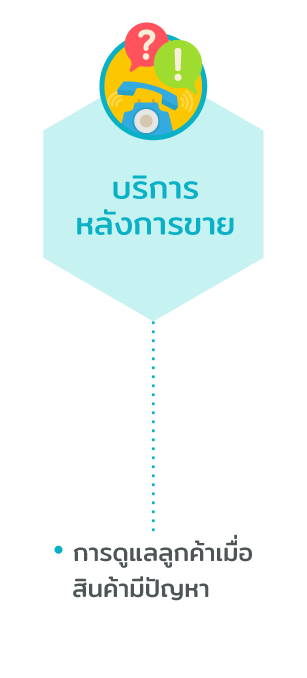 ?
!
บริการ
หลังการขาย
• การดูแลลูกค้าเมื่อ
สินค้ามีปัญหา